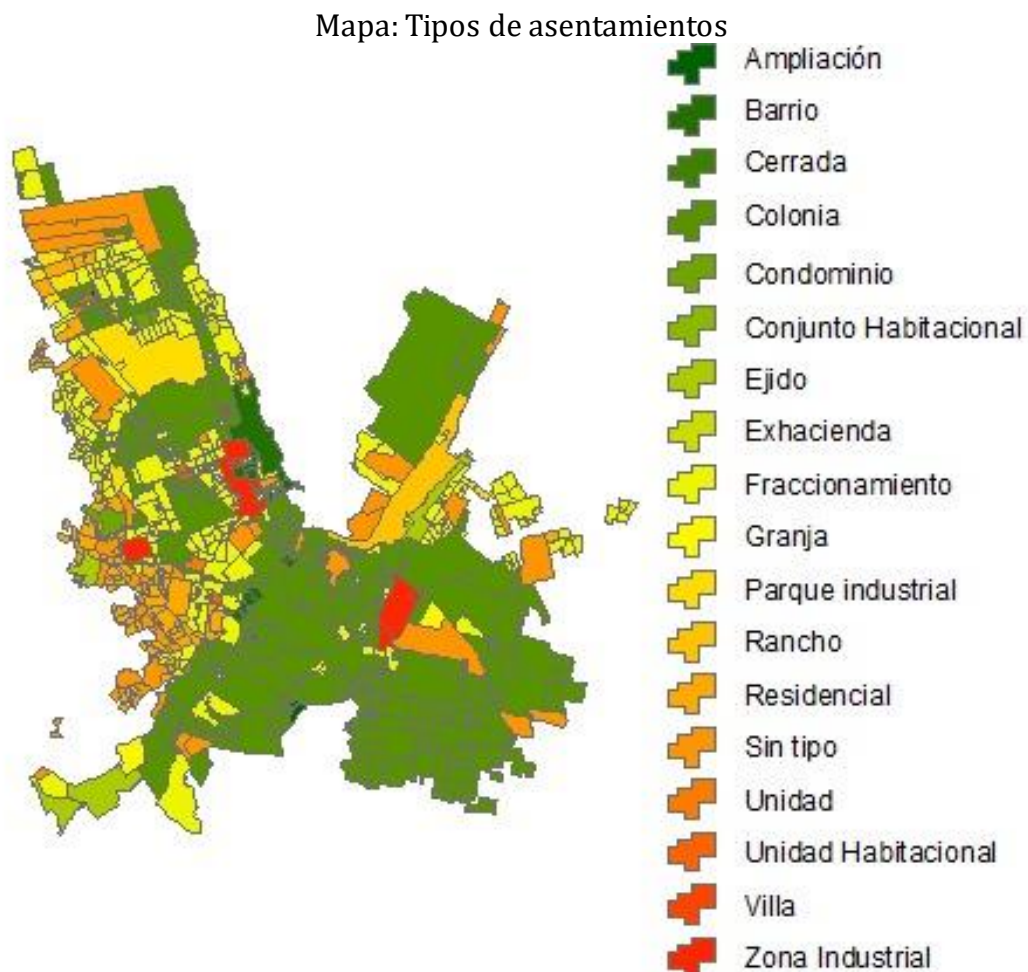 Mapa: Tipos de asentamientos
Ampliación
Barrio
Cerrada
Colonia
Condominio
Conjunto Habitacional
Ejido
Exhacienda
Fraccionamiento
Granja
Parque industrial
Rancho
Residencial
Sin tipo
Unidad
Unidad Habitacional
Villa
Zona Industrial